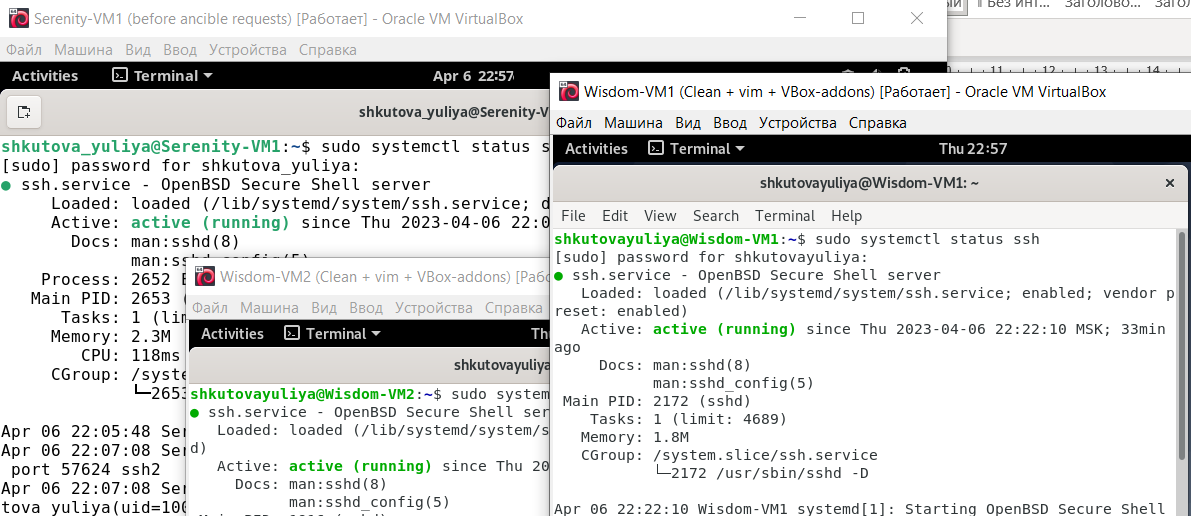 Serenity-VM1 (before ancible requests) [Работает] - Oracle VM VirtualBox
Файл Машина Вид Ввод Устройства Справка
Activities Terminal Apr 6 22:57
shkutova_yuliya@Serenity-V
shkutova_yuliya@Serenity-VM1:~$ sudo systemctl status s
[sudo] password for shkutova_yuliya:
● ssh.service - OpenBSD Secure Shell server
Loaded: loaded (/lib/systemd/system/ssh.service; d
Active: active (running) since Thu 2023-04-06 22:0
Docs: man:sshd(8)
man:sshd_config(5)
Process: 2652 E
Main PID: 2653 (
Tasks: 1 (lim
Memory: 2.3M
CPU: 118ms
CGroup: /syste
└─2653
Apr 06 22:05:48 Ser
Apr 06 22:07:08 Ser
port 57624 ssh2
Apr 06 22:07:08 Ser
tova_yuliya(uid=100
Wisdom-VM2 (Clean + vim + VBox-addons) [Рабо
Файл Машина Вид Ввод Устройства Справка
Activities Terminal Thu
shkutovayuliya
shkutovayuliya@Wisdom-VM2:~$ sudo system
● ssh.service - OpenBSD Secure Shell ser
Loaded: loaded (/lib/systemd/system/s
d)
Active: active (running) since Thu 20
Docs: man:sshd(8)
man:sshd_config(5)
Без инт... Заголово...
10 11 12 13 14
Wisdom-VM1 (Clean + vim + VBox-addons) [Работает] - Oracle VM VirtualBox
Файл Машина Вид Ввод Устройства Справка
Activities Terminal Thu 22:57
shkutovayuliya@Wisdom-VM1: ~
File Edit View Search Terminal Help
shkutovayuliya@Wisdom-VM1:~$ sudo systemctl status ssh
[sudo] password for shkutovayuliya:
● ssh.service - OpenBSD Secure Shell server
Loaded: loaded (/lib/systemd/system/ssh.service; enabled; vendor p
reset: enabled)
Active: active (running) since Thu 2023-04-06 22:22:10 MSK; 33min
ago
Docs: man:sshd(8)
man:sshd_config(5)
Main PID: 2172 (sshd)
Tasks: 1 (limit: 4689)
Memory: 1.8M
CGroup: /system.slice/ssh.service
└─2172 /usr/sbin/sshd -D
Apr 06 22:22:10 Wisdom-VM1 systemd[1]: Starting OpenBSD Secure Shell